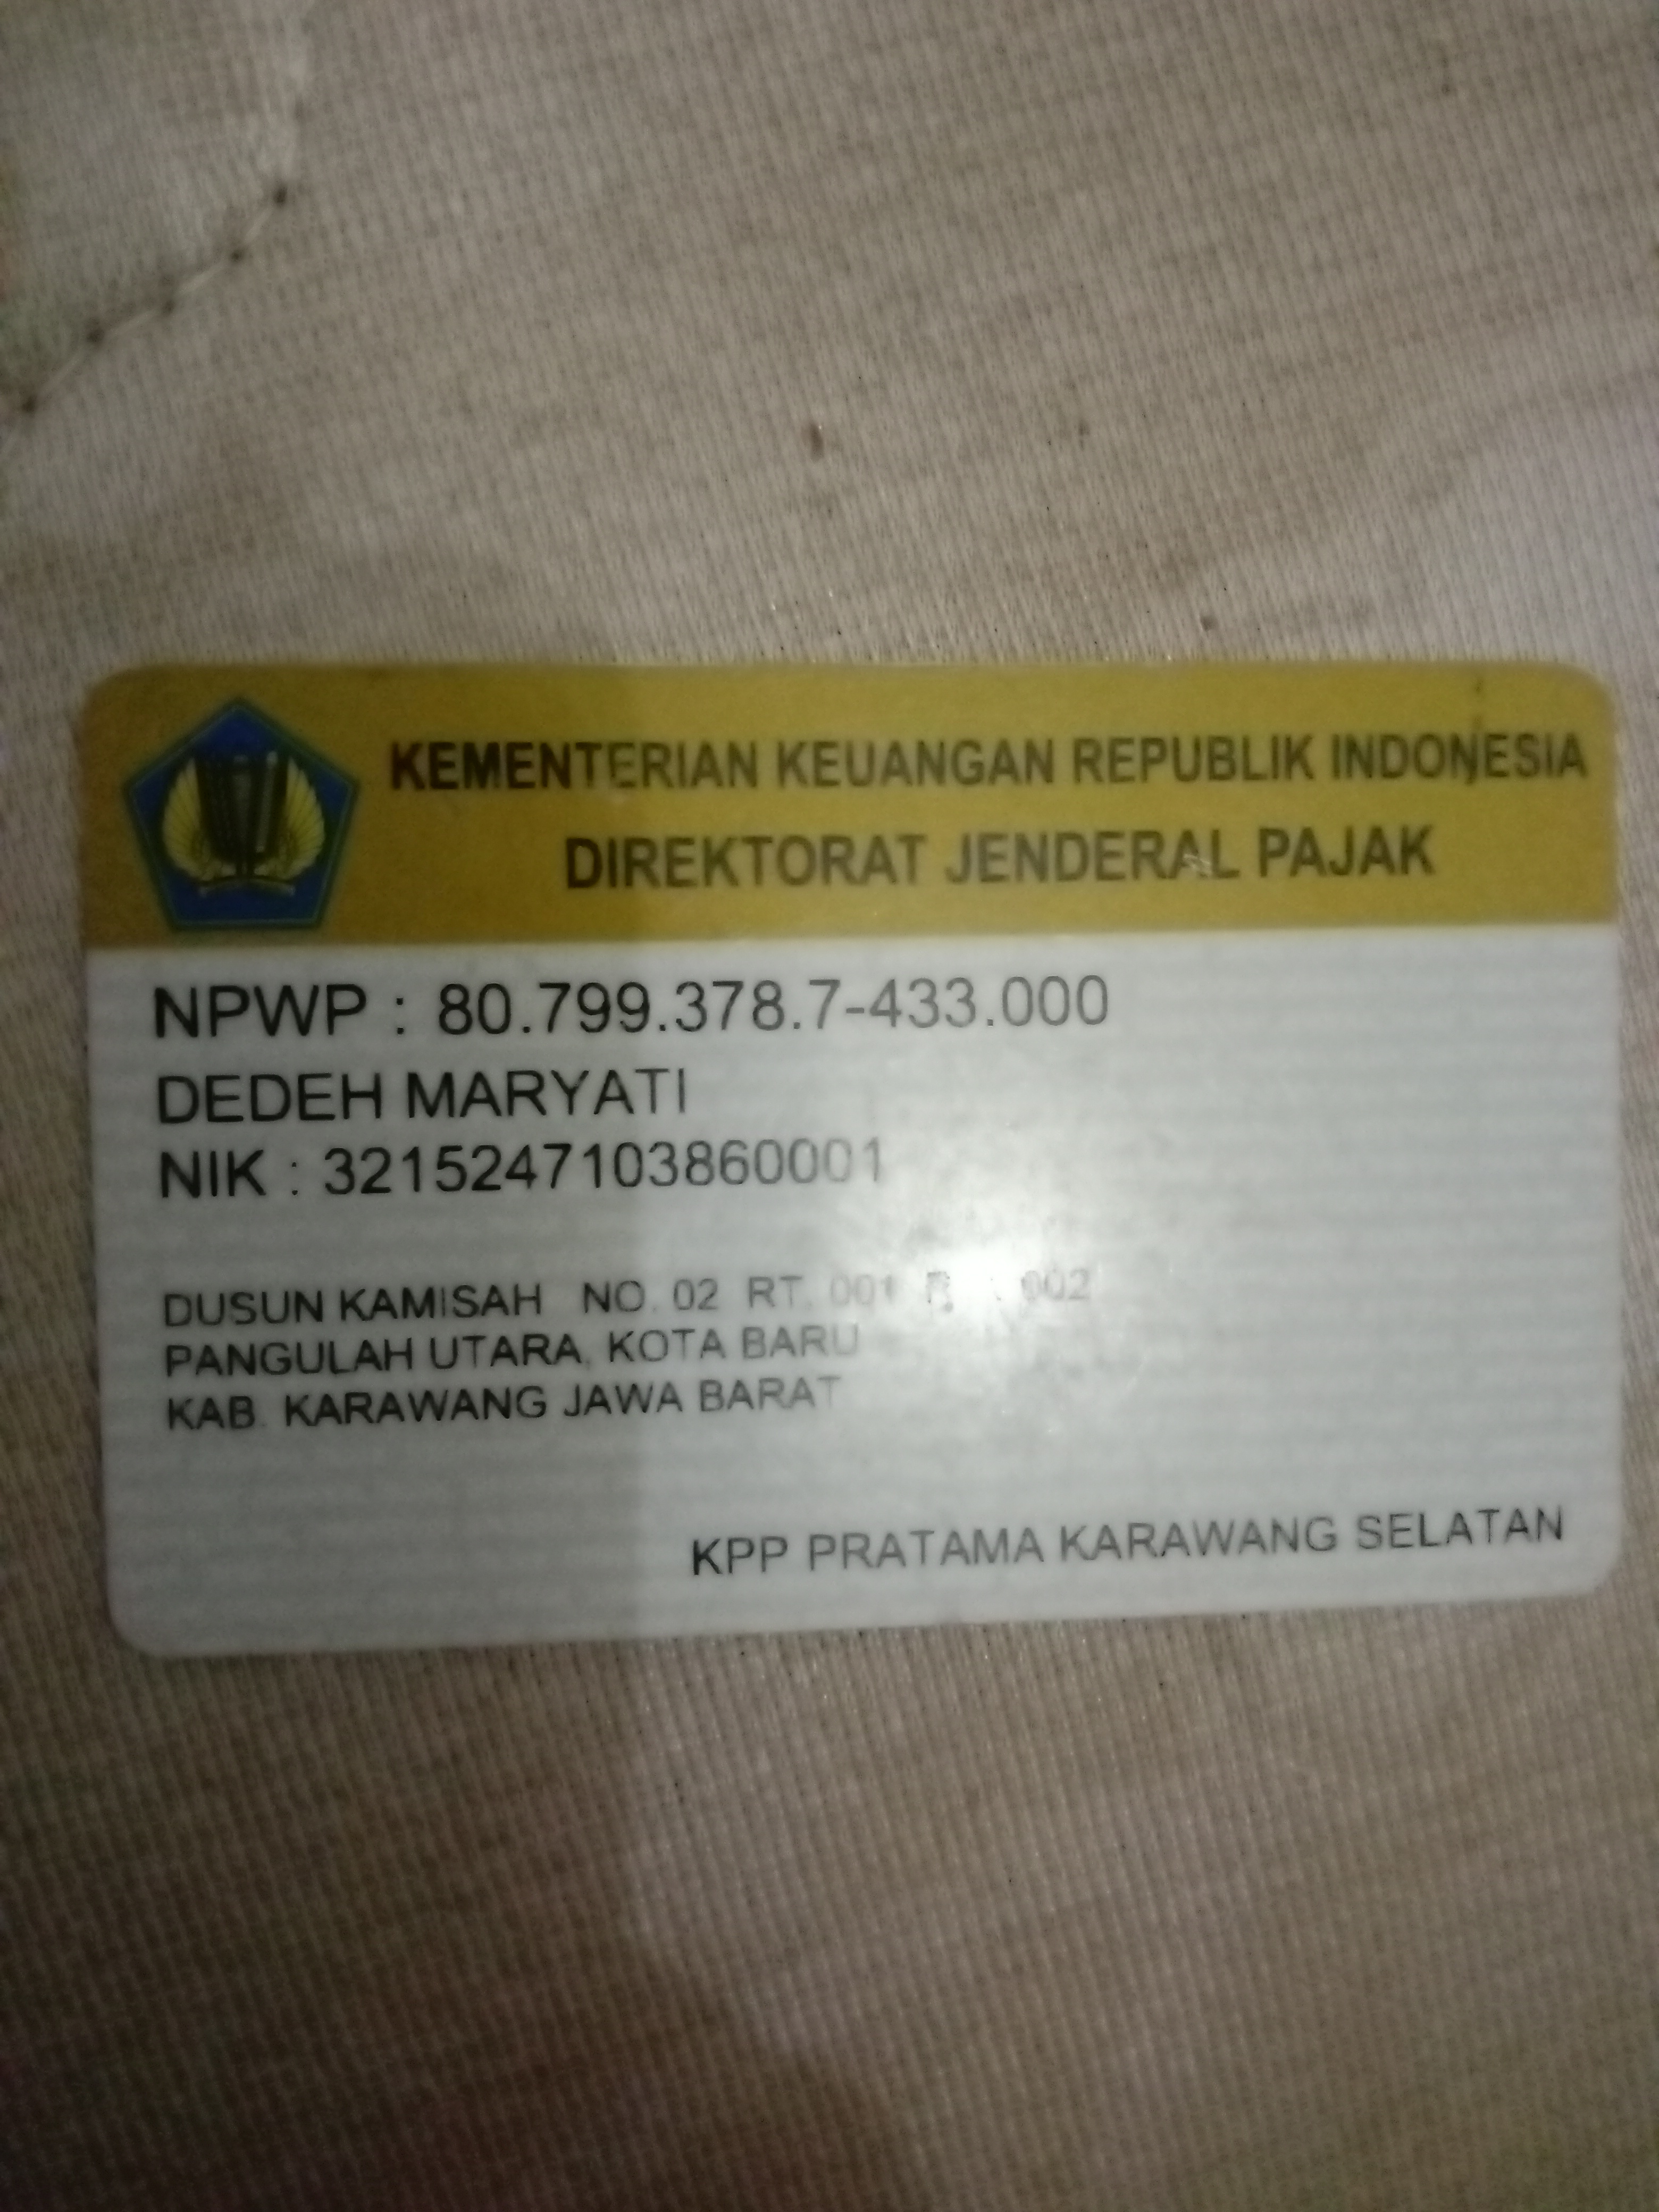 KEMENTERIAN KEUANGAN REPUBLIK INDONESIA
DIREKTORAT JENDERAL PAJAK
NPWP : 80.799.378.7-433.000
DEDEH MARYATI
NIK : 3215247103860001
DUSUN KAMISAH NO. 02 RT. 001 002
PANGULAH UTARA, KOTA BARU
KAB. KARAWANG JAWA BARAT
KPP PRATAMA KARAWANG SELATAN